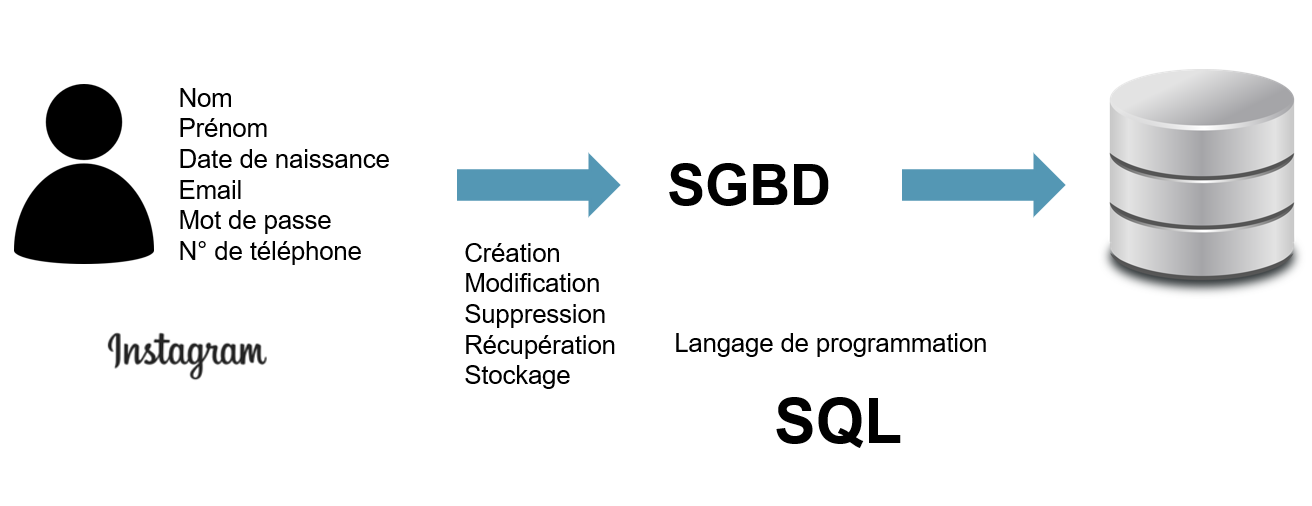 Nom
Prénom
Date de naissance
Email
Mot de passe
N° de téléphone
Instagram
Création
Modification
Suppression
Récupération
Stockage
SGBD
Langage de programmation
SQL